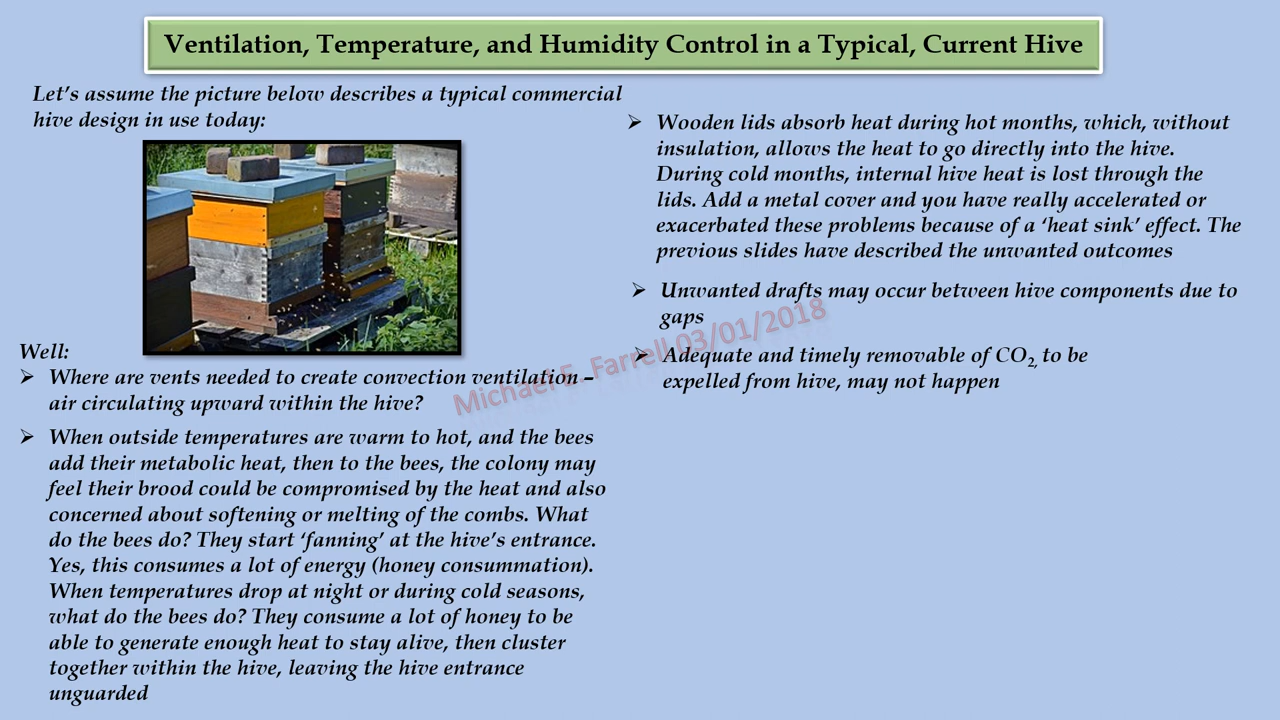 Ventilation, Temperature, and Humidity Control in a Typical, Current Hive
Let’s assume the picture below describes a typical commercial
hive design in use today:
Well:
➢ Where are vents needed to create convection ventilation –
air circulating upward within the hive?
➢ When outside temperatures are warm to hot, and the bees
add their metabolic heat, then to the bees, the colony may
feel their brood could be compromised by the heat and also
concerned about softening or melting of the combs. What
do the bees do? They start ‘fanning’ at the hive’s entrance.
Yes, this consumes a lot of energy (honey consummation).
When temperatures drop at night or during cold seasons,
what do the bees do? They consume a lot of honey to be
able to generate enough heat to stay alive, then cluster
together within the hive, leaving the hive entrance
unguarded
➢ Wooden lids absorb heat during hot months, which, without
insulation, allows the heat to go directly into the hive.
During cold months, internal hive heat is lost through the
lids. Add a metal cover and you have really accelerated or
exacerbated these problems because of a ‘heat sink’ effect. The
previous slides have described the unwanted outcomes
➢ Unwanted drafts may occur between hive components due to
gaps
➢ Adequate and timely removable of CO2, to be
expelled from hive, may not happen
Michael E. Farrell 03/01/2018